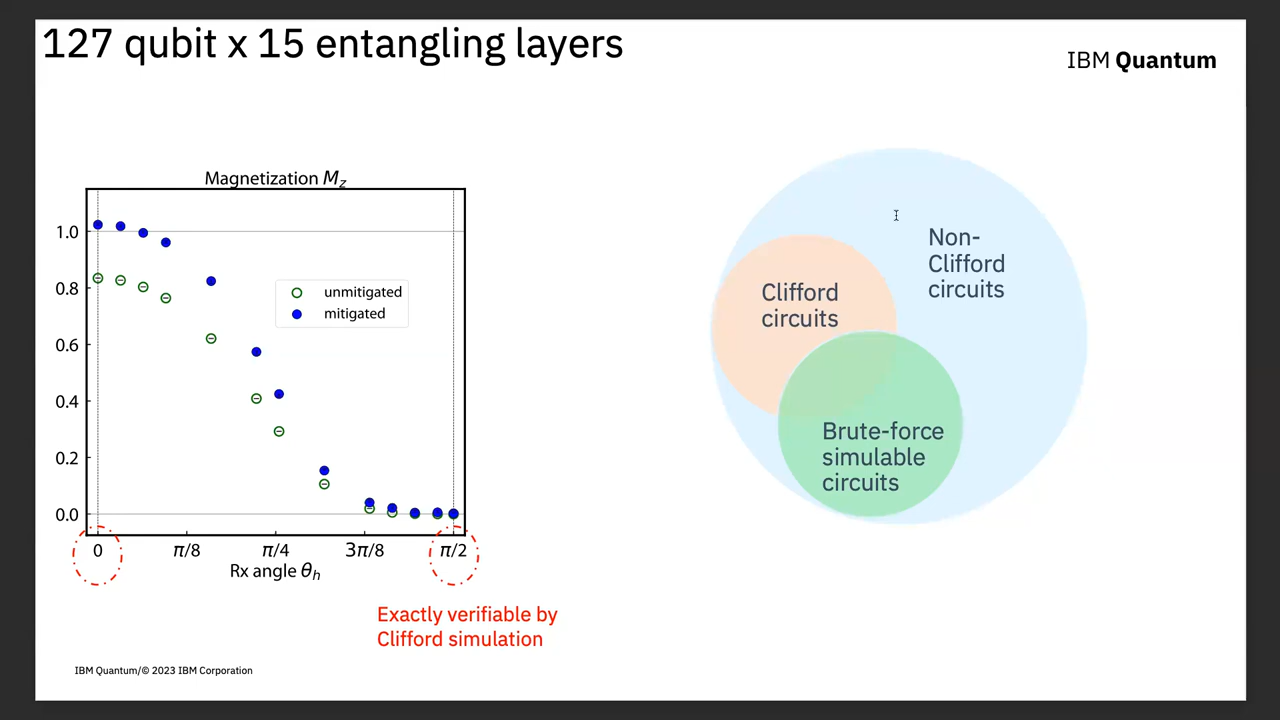 127 qubit x 15 entangling layers
IBM Quantum
Magnetization M_z
1.0
0.8
0.6
0.4
0.2
0.0
unmitigated
mitigated
0
π/8
π/4
3π/8
π/2
Rx angle θ_h
Exactly verifiable by
Clifford simulation
Non-
Clifford
circuits
Clifford
circuits
Brute-force
simulable
circuits
IBM Quantum/© 2023 IBM Corporation